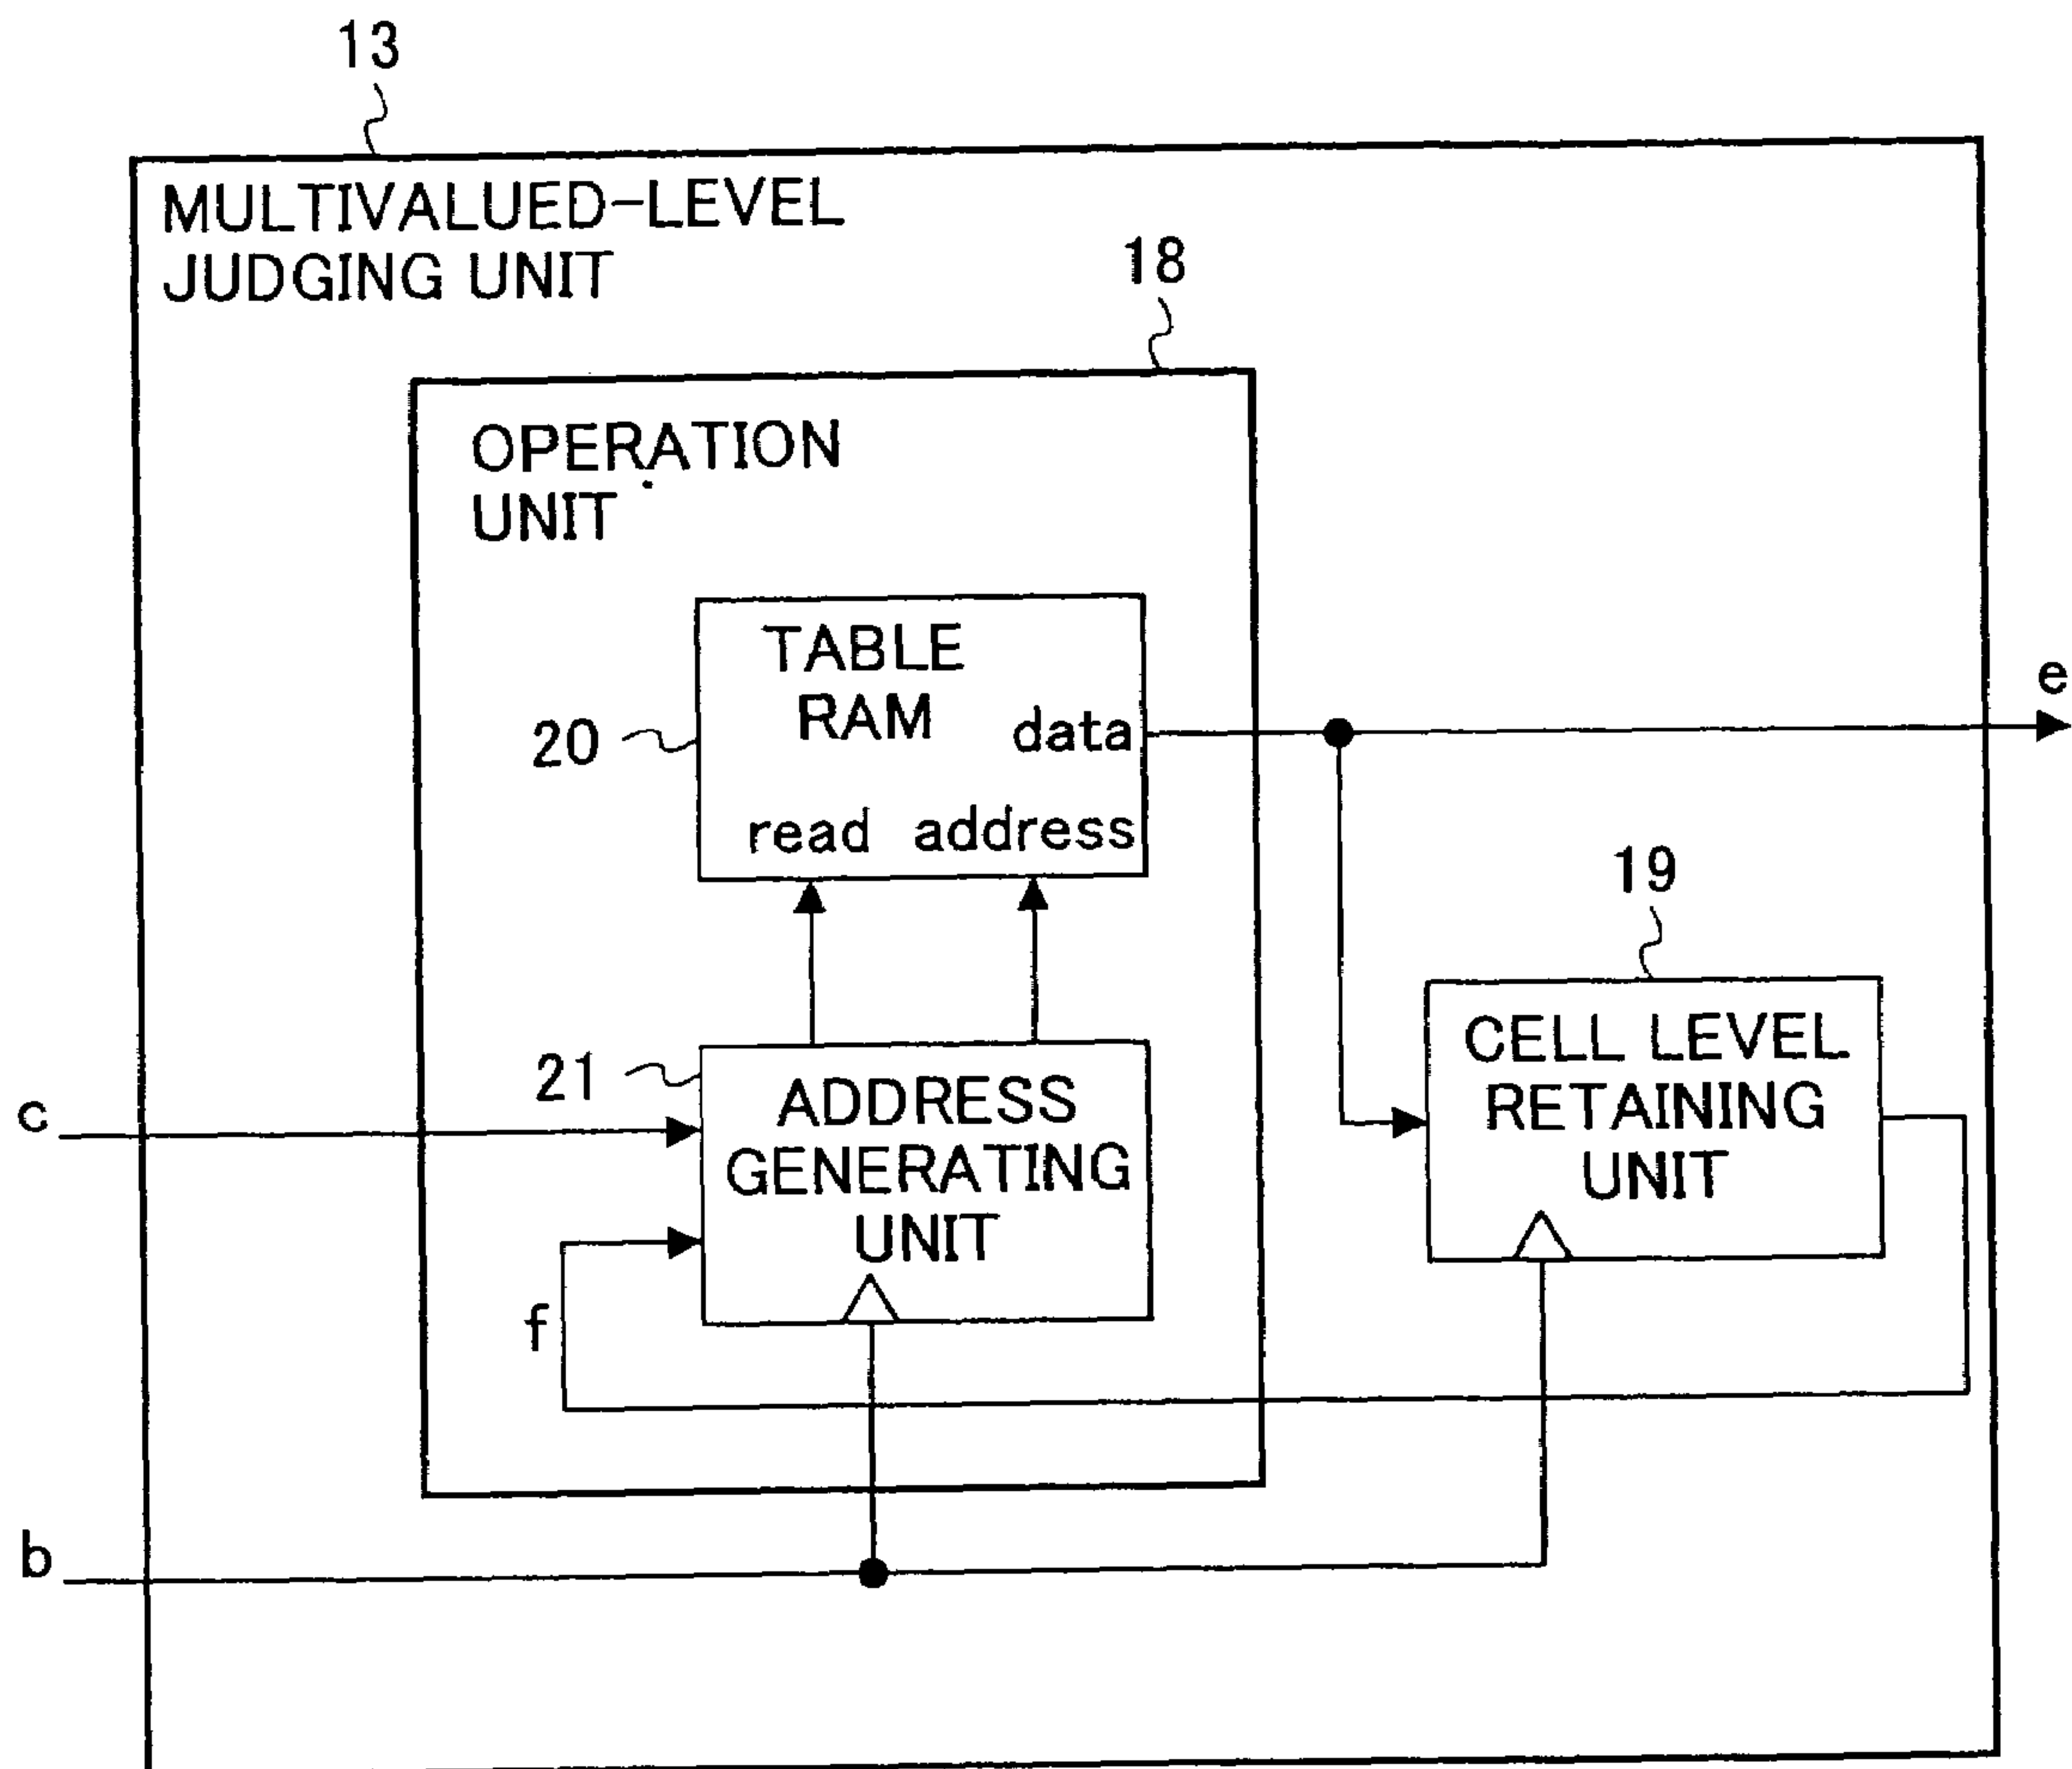 13
MULTIVALUED-LEVEL
JUDGING UNIT
18
OPERATION
UNIT
TABLE
RAM
20
data
e
read address
19
21
c
ADDRESS
GENERATING
UNIT
CELL LEVEL
RETAINING
UNIT
f
b